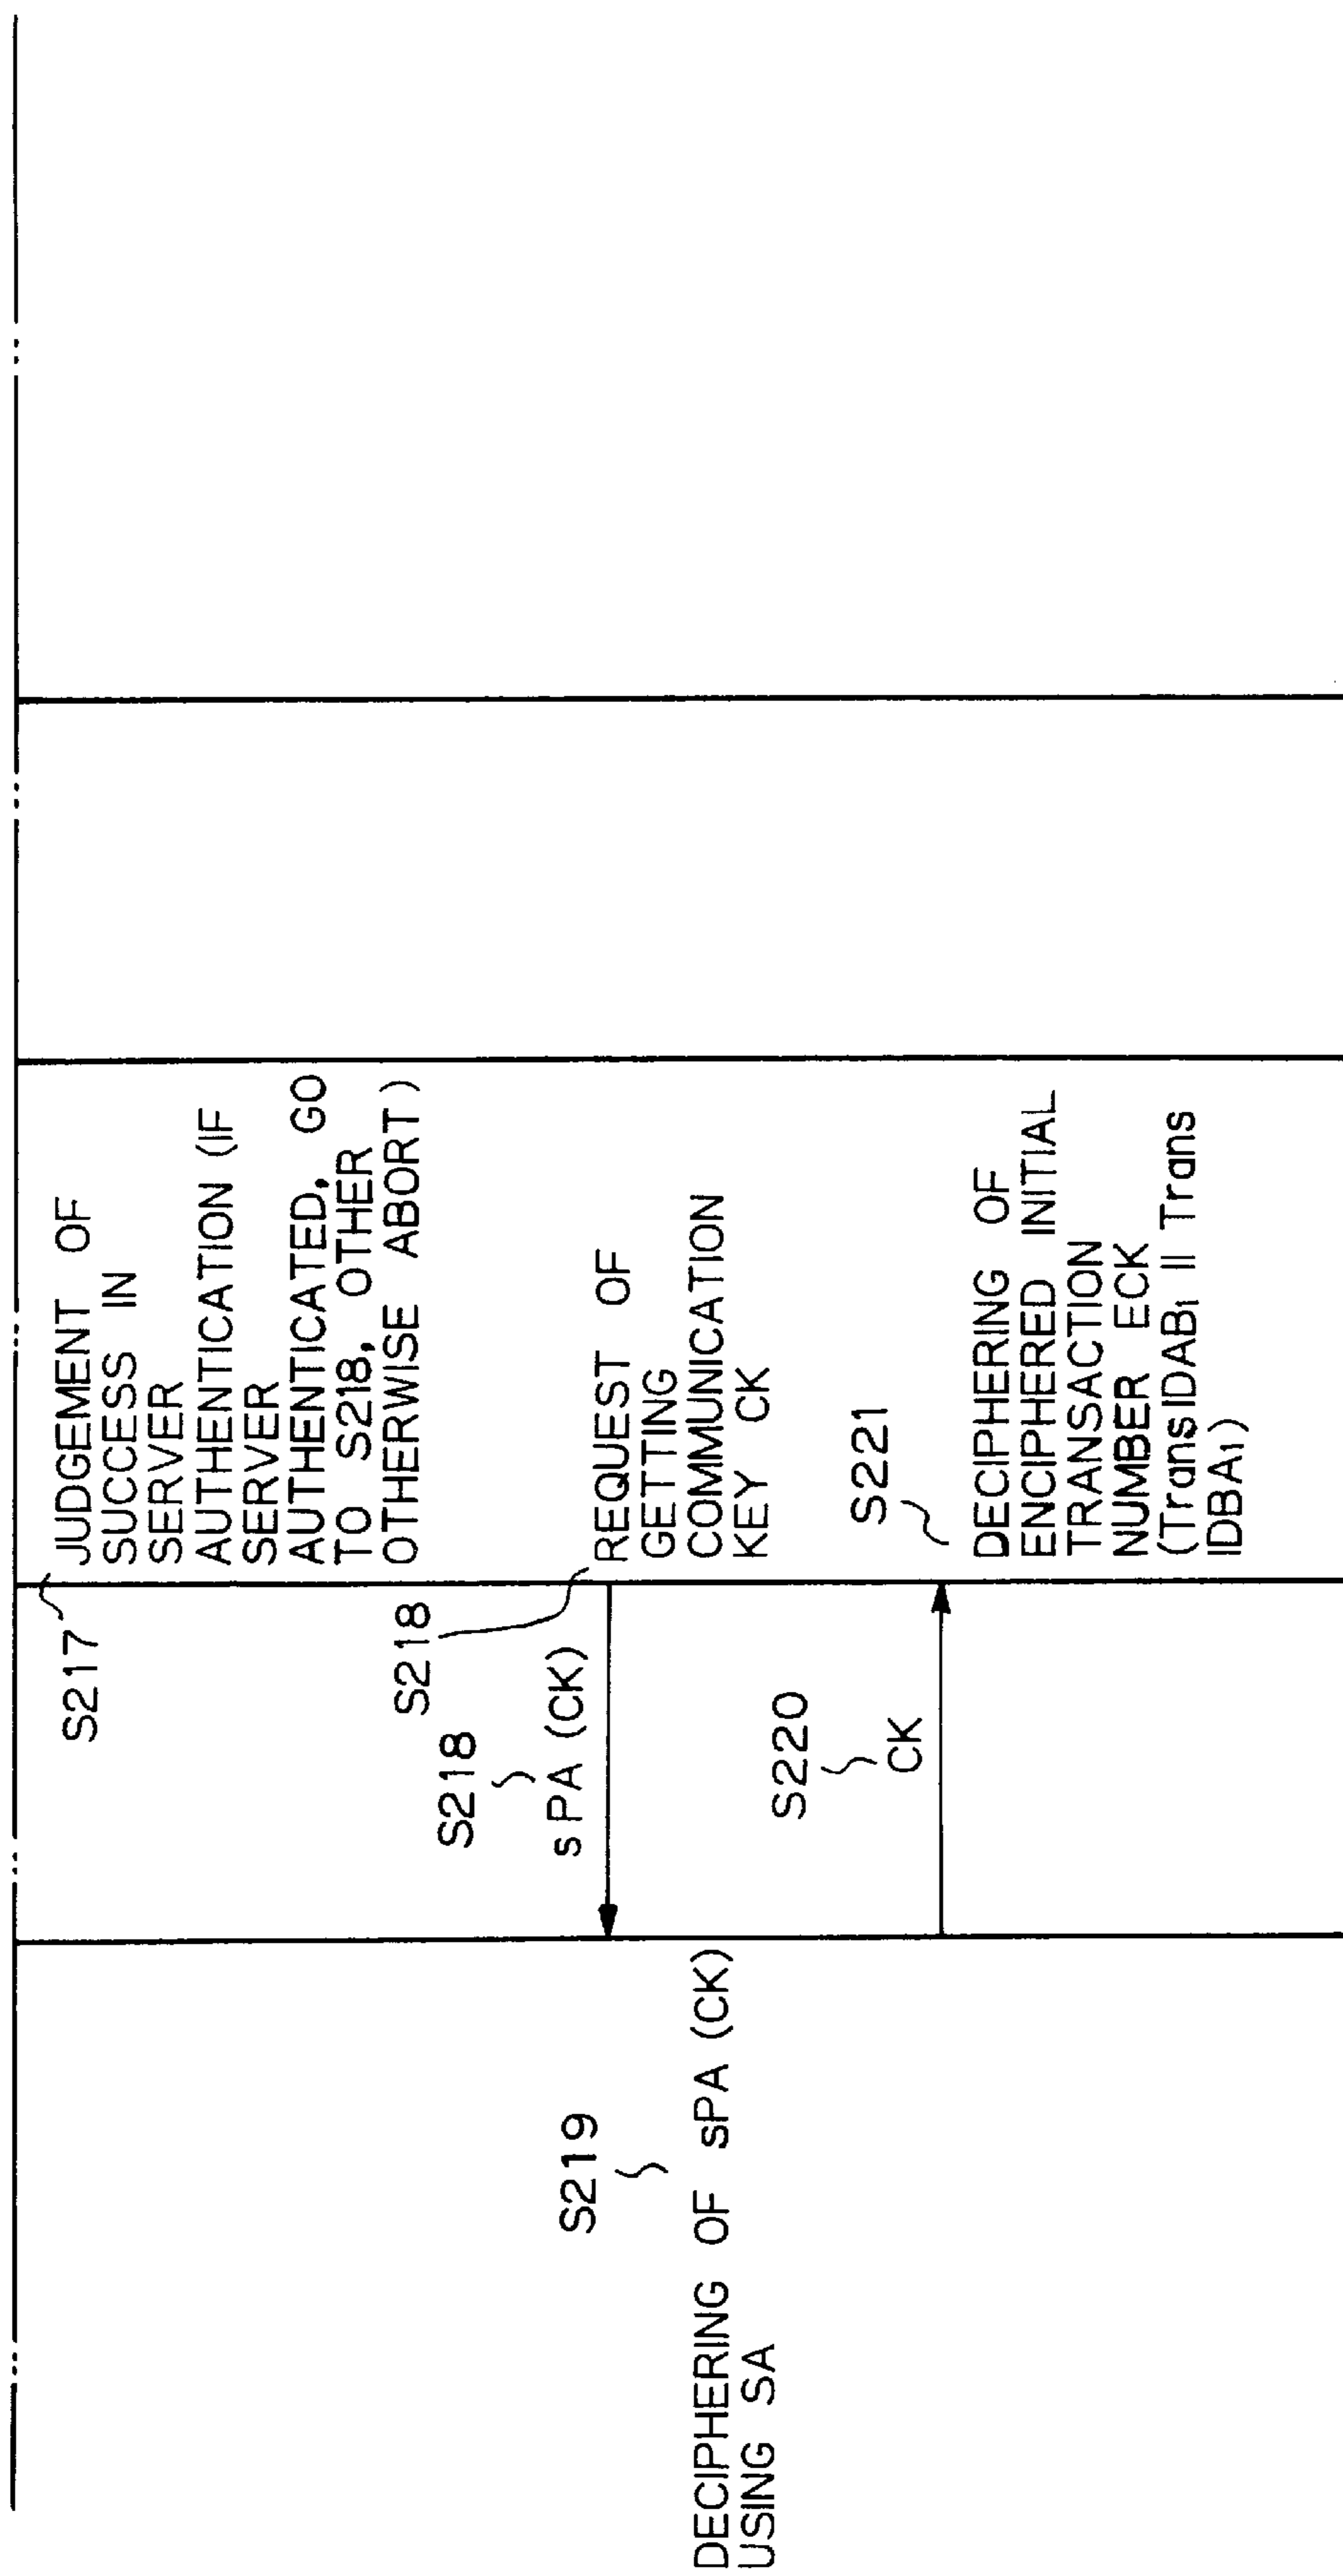 S217
JUDGEMENT OF
SUCCESS IN
SERVER
AUTHENTICATION (IF
SERVER
AUTHENTICATED, GO
TO S218, OTHER
OTHERWISE ABORT)
S218
REQUEST OF
GETTING
COMMUNICATION
KEY CK
S218
sPA (CK)
S219
DECIPHERING OF sPA (CK)
USING SA
S220
CK
S221
DECIPHERING OF
ENCIPHERED INITIAL
TRANSACTION
NUMBER ECK
(TransIDAB₁ || Trans
IDBA₁)